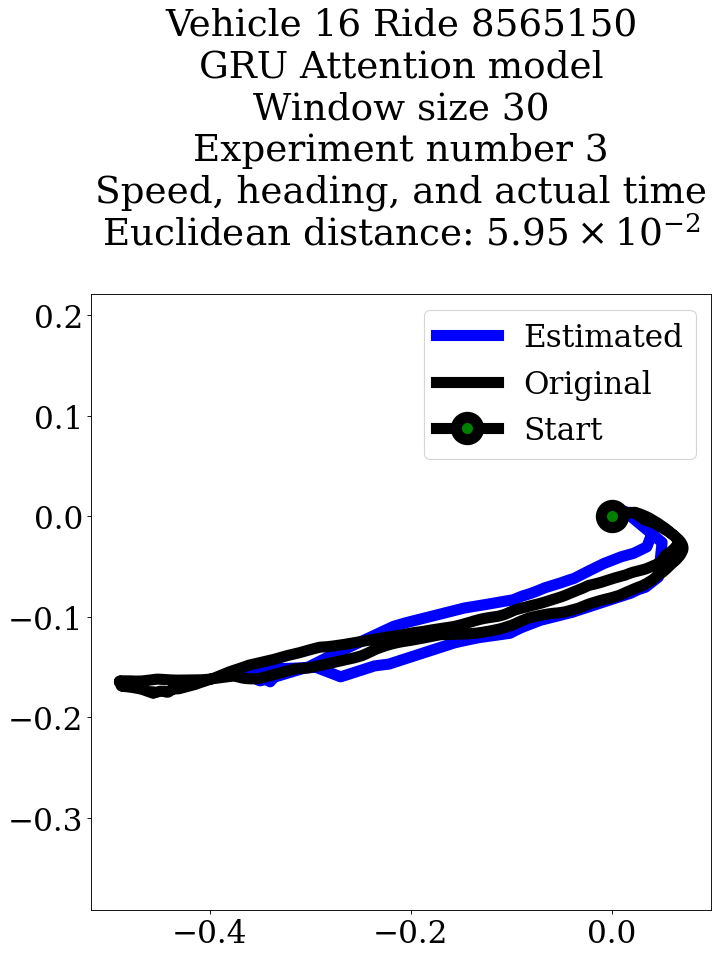 Vehicle 16 Ride 8565150
GRU Attention model
Window size 30
Experiment number 3
Speed, heading, and actual time
Euclidean distance: 5.95 × 10⁻²
Estimated
Original
Start
0.2
0.1
0.0
−0.1
−0.2
−0.3
−0.4
−0.2
0.0